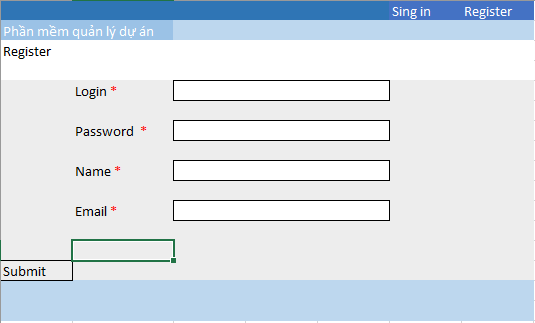 Sing in Register
Phần mềm quản lý dự án
Register
Login *
Password *
Name *
Email *
Submit